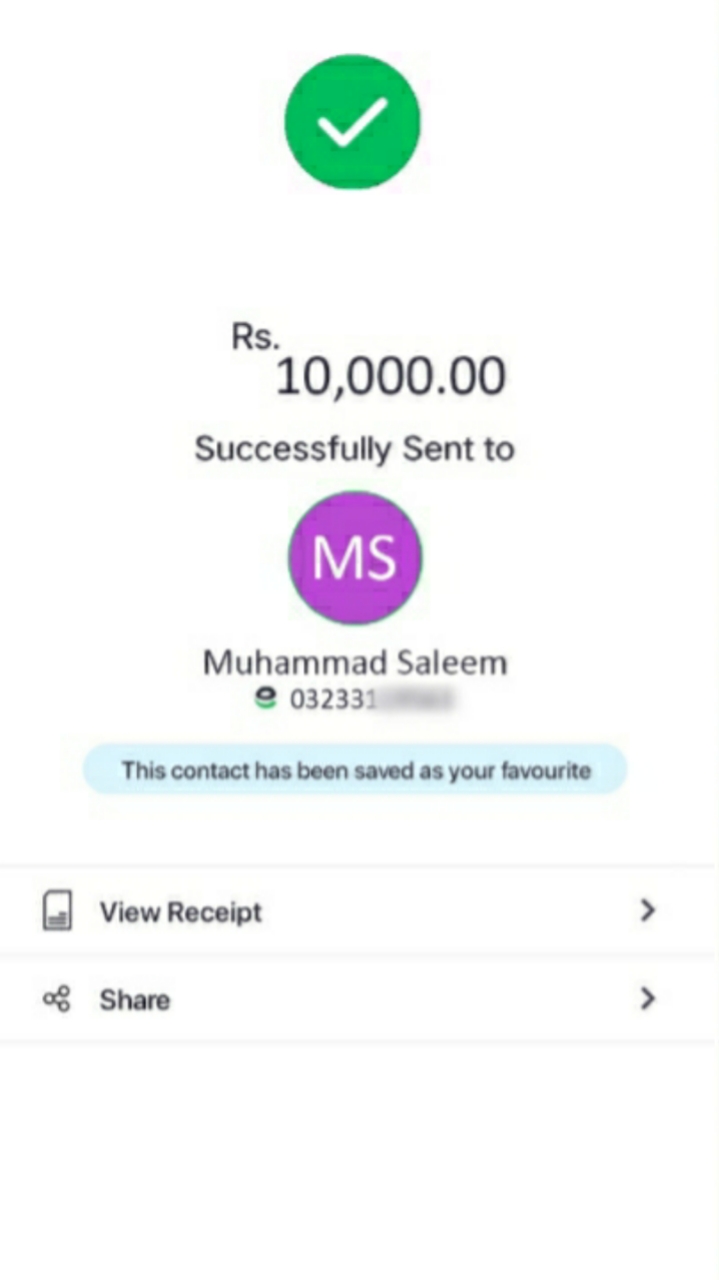 Rs.
10,000.00
Successfully Sent to
MS
Muhammad Saleem
032331
This contact has been saved as your favourite
View Receipt
Share